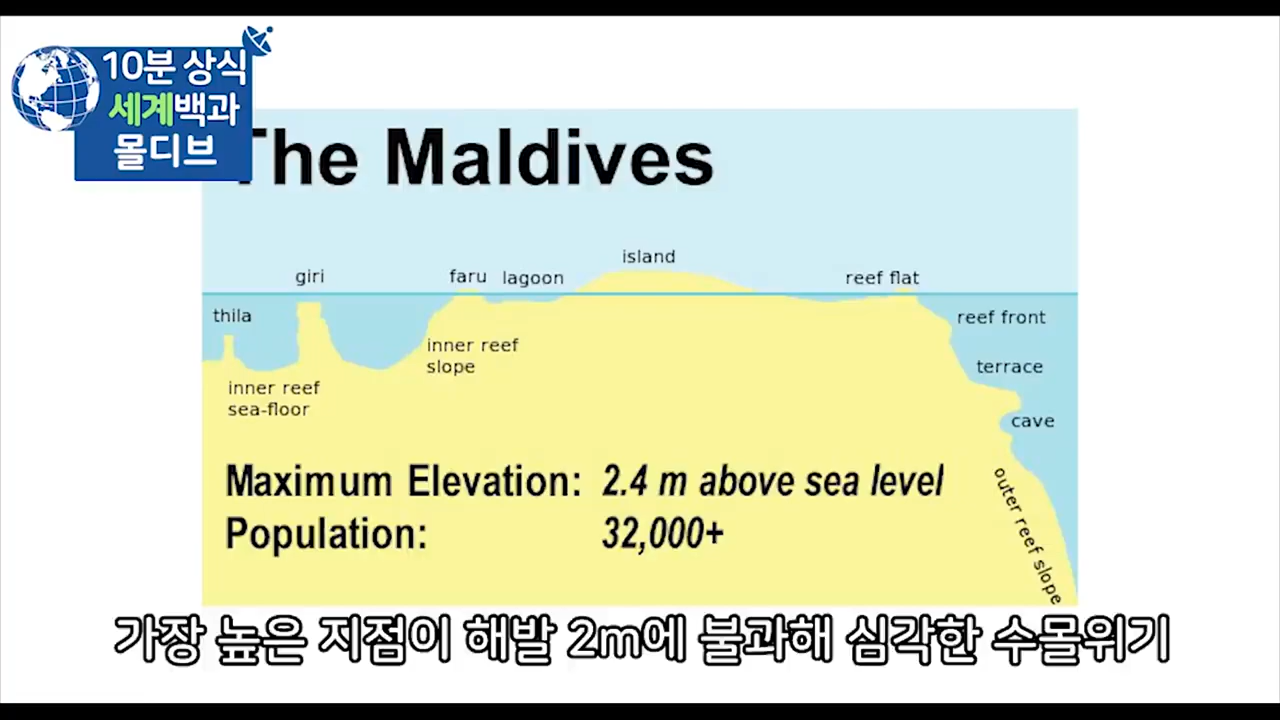 10분 상식
세계백과
몰디브
The Maldives
island
giri
faru
lagoon
reef flat
thila
reef front
inner reef
slope
terrace
inner reef
sea-floor
cave
outer reef slope
Maximum Elevation: 2.4 m above sea level
Population: 32,000+
가장 높은 지점이 해발 2m에 불과해 심각한 수몰위기